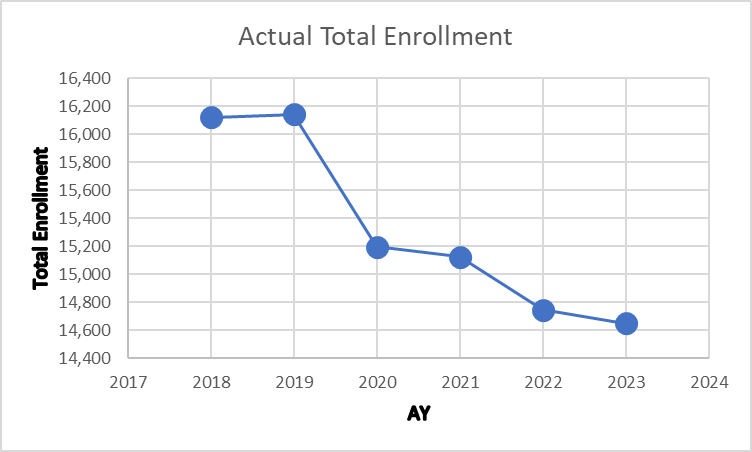 Actual Total Enrollment
16,400
16,200
16,000
15,800
15,600
15,400
15,200
15,000
14,800
14,600
14,400
Total Enrollment
2017 2018 2019 2020 2021 2022 2023 2024
AY